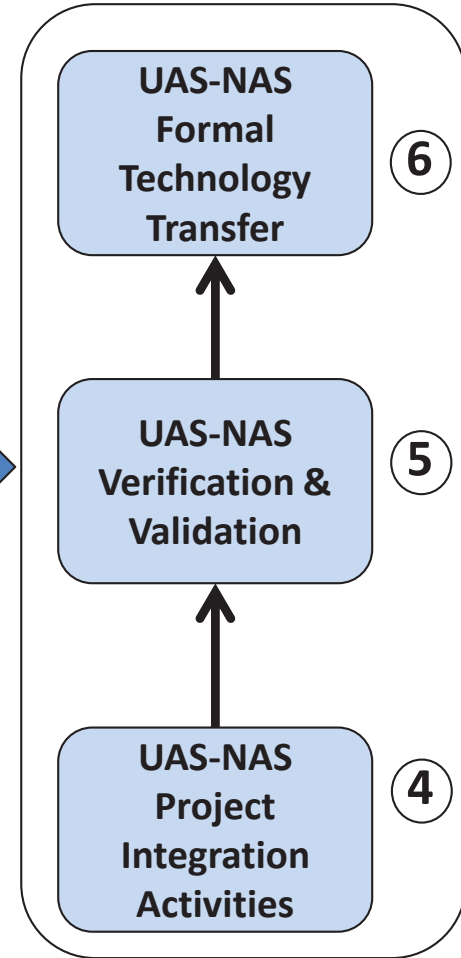 UAS-NAS
Formal
Technology
Transfer
6
UAS-NAS
Verification &
Validation
5
UAS-NAS
Project
Integration
Activities
4